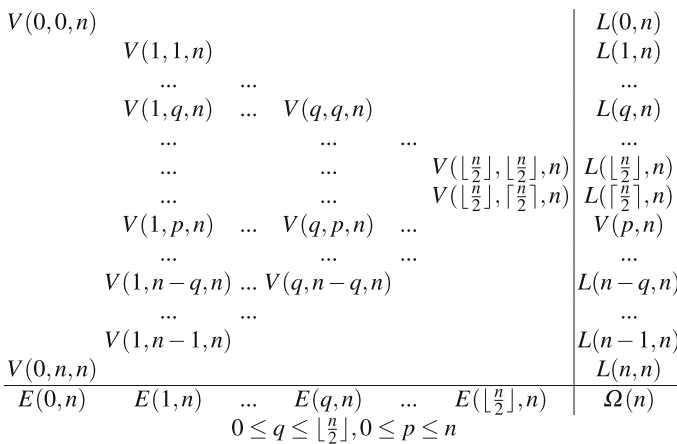 V(0,0,n) L(0,n)
V(1,1,n) L(1,n)
... ... ...
V(1,q,n) ... V(q,q,n) L(q,n)
... ... ... ...
... ... V(⌊n/2⌋,⌊n/2⌋,n) L(⌊n/2⌋,n)
... ... V(⌊n/2⌋,⌈n/2⌉,n) L(⌈n/2⌉,n)
V(1,p,n) ... V(q,p,n) ... V(p,n)
... ... ... ...
V(1,n−q,n) ... V(q,n−q,n) L(n−q,n)
... ... ...
V(1,n−1,n) L(n−1,n)
V(0,n,n) L(n,n)
E(0,n) E(1,n) ... E(q,n) ... E(⌊n/2⌋,n) Ω(n)
0 ≤ q ≤ ⌊n/2⌋, 0 ≤ p ≤ n